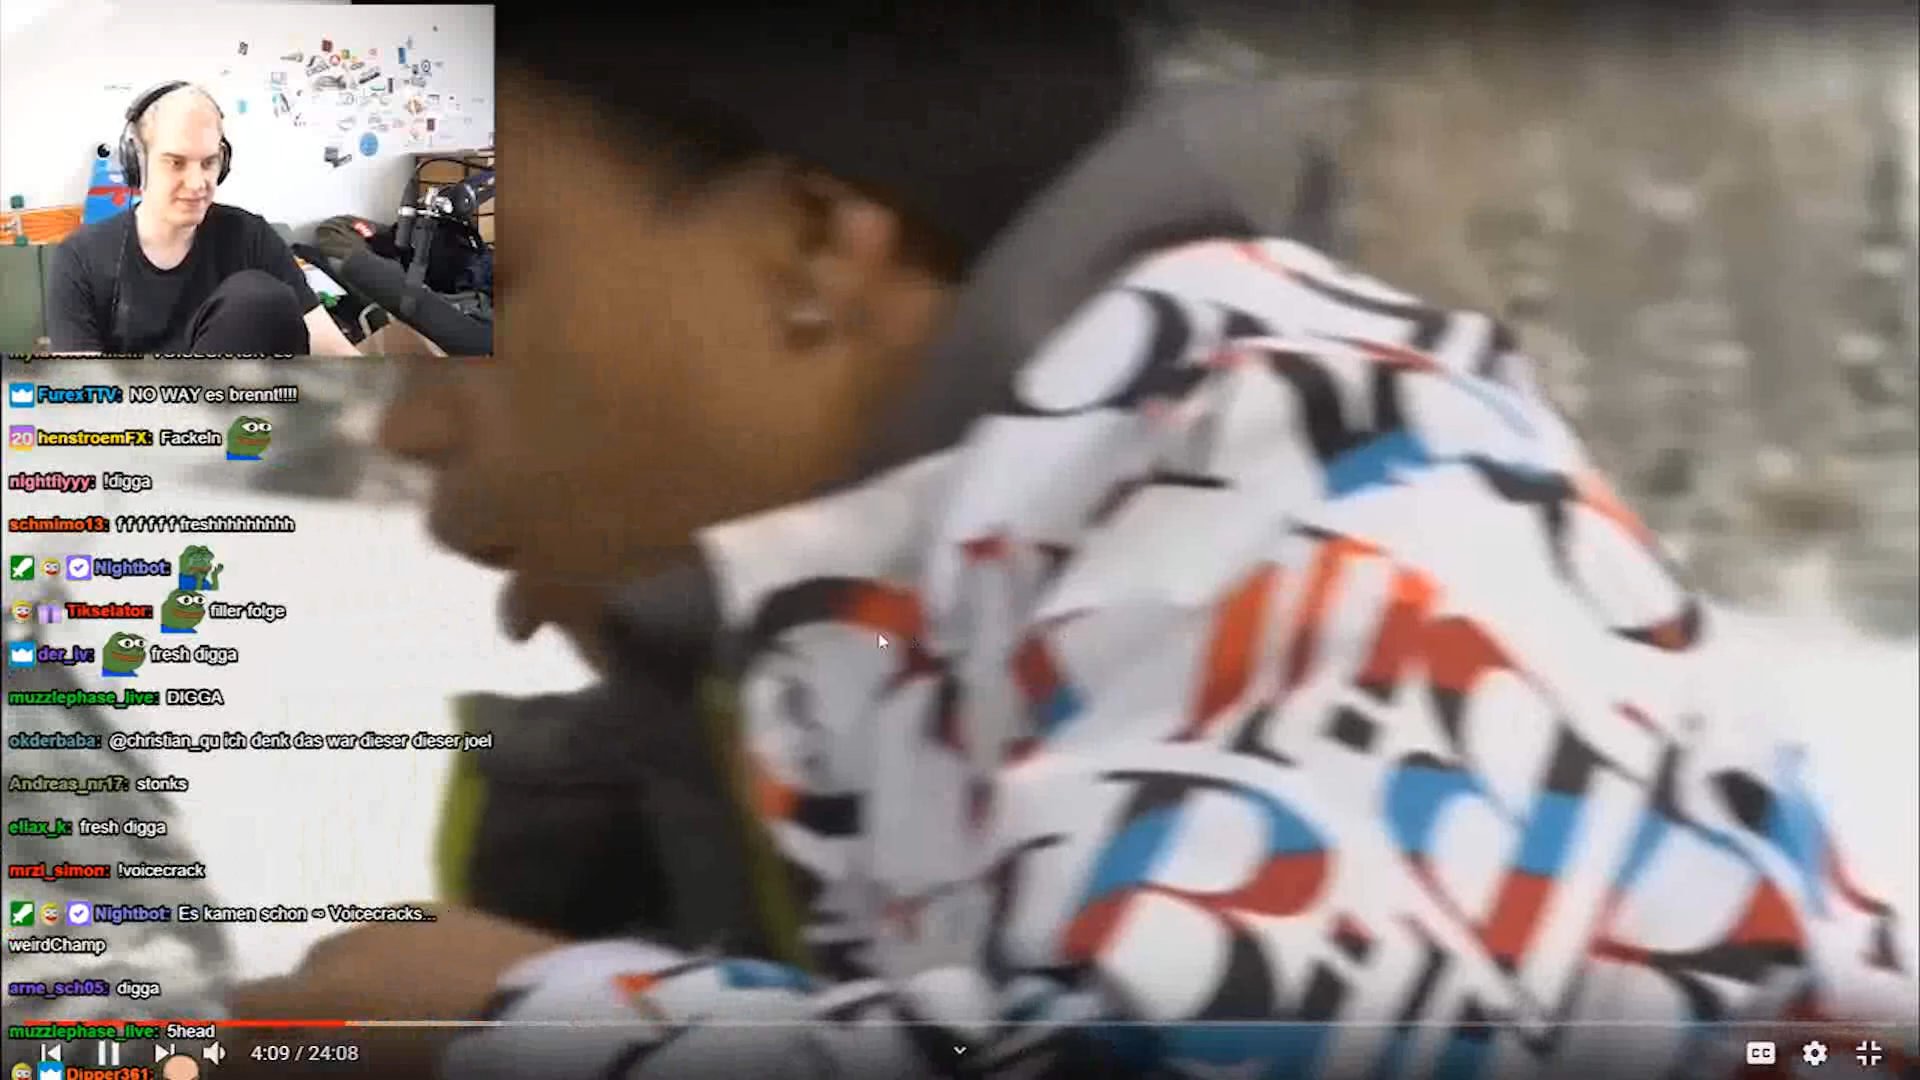 FurexTTV: NO WAY es brennt!!!!
20 henstroemFX: Fackeln
nightflyyy: !digga
schmimo13: f f f f f f freshhhhhhhhh
Nightbot:
Tikselator: filler folge
der_lv: fresh digga
muzzlephase_live: DIGGA
okderbaba: @christian_qu ich denk das war dieser dieser joel
Andreas_nr17: stonks
eliax_k: fresh digga
mrzl_simon: !voicecrack
Nightbot: Es kamen schon ∞ Voicecracks...
weirdChamp
arne_sch05: digga
muzzlephase_live: 5head
4:09 / 24:08
CC
Dipper361: